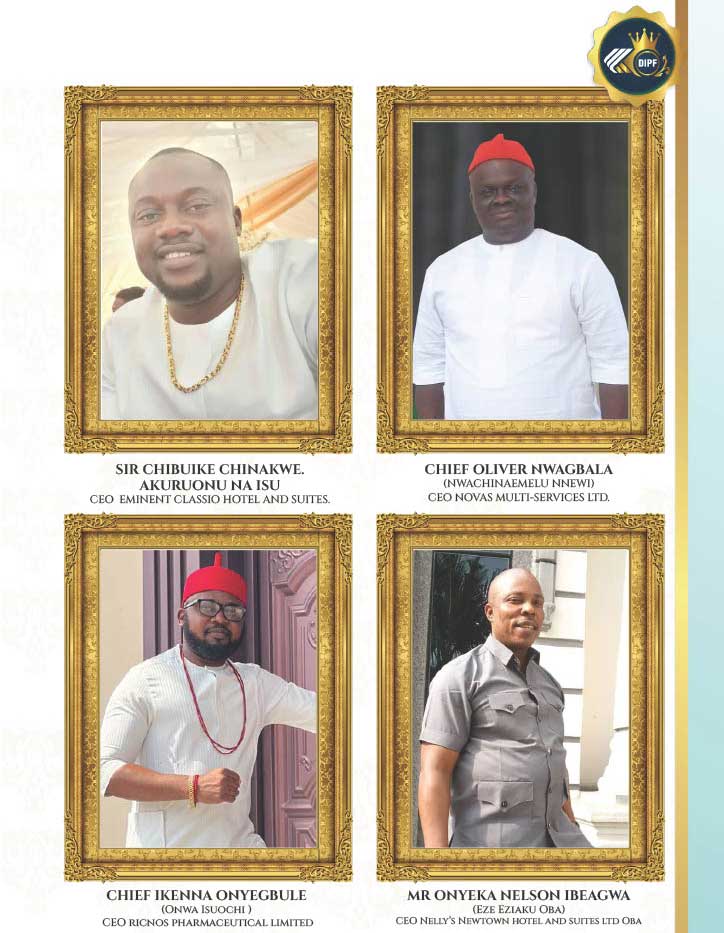 DIPF
SIR CHIBUIKE CHINAKWE.
AKURUONU NA ISU
CEO EMINENT CLASSIO HOTEL AND SUITES.
CHIEF OLIVER NWAGBALA
(NWACHINAEMELU NNEWI)
CEO NOVAS MULTI-SERVICES LTD.
CHIEF IKENNA ONYEGBULE
(ONWA ISUOCHI )
CEO RICNOS PHARMACEUTICAL LIMITED
MR ONYEKA NELSON IBEAGWA
(EZE EZIAKU OBA)
CEO NELLY'S NEWTOWN HOTEL AND SUITES LTD OBA